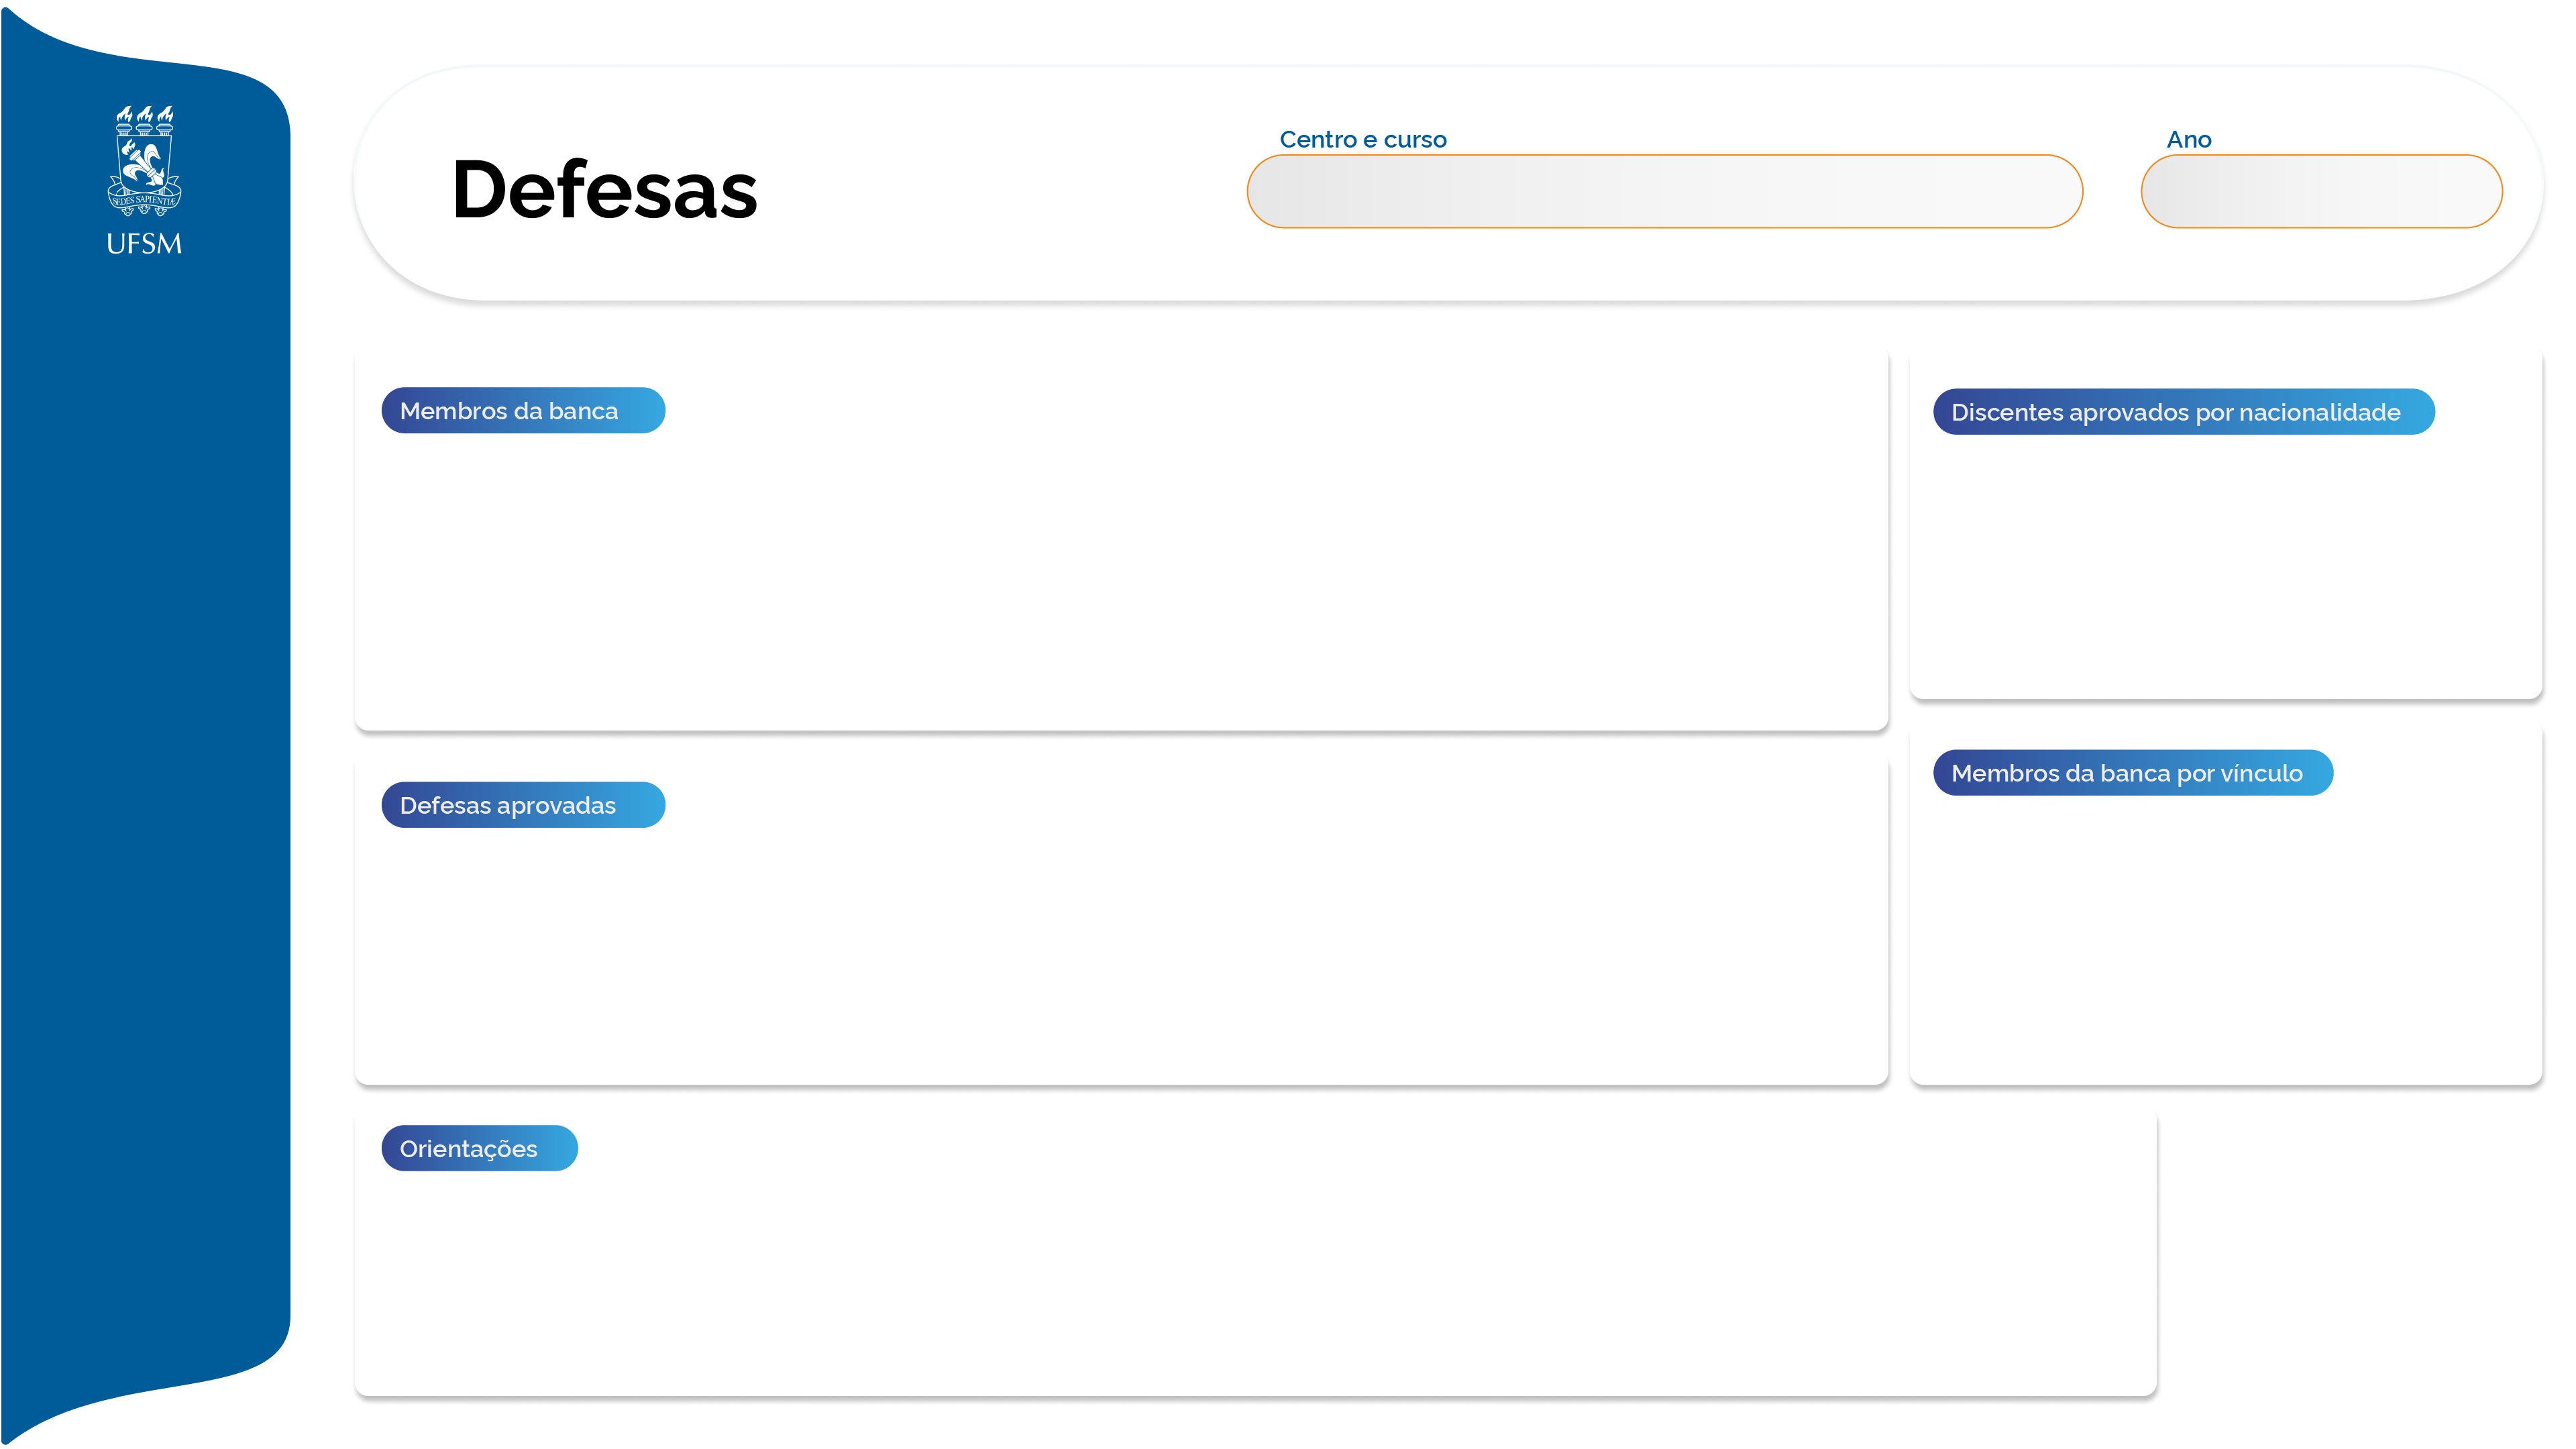 SEDES SAPIENTIÆ
UFSM
Defesas
Centro e curso
Ano
Membros da banca
Discentes aprovados por nacionalidade
Defesas aprovadas
Membros da banca por vínculo
Orientações